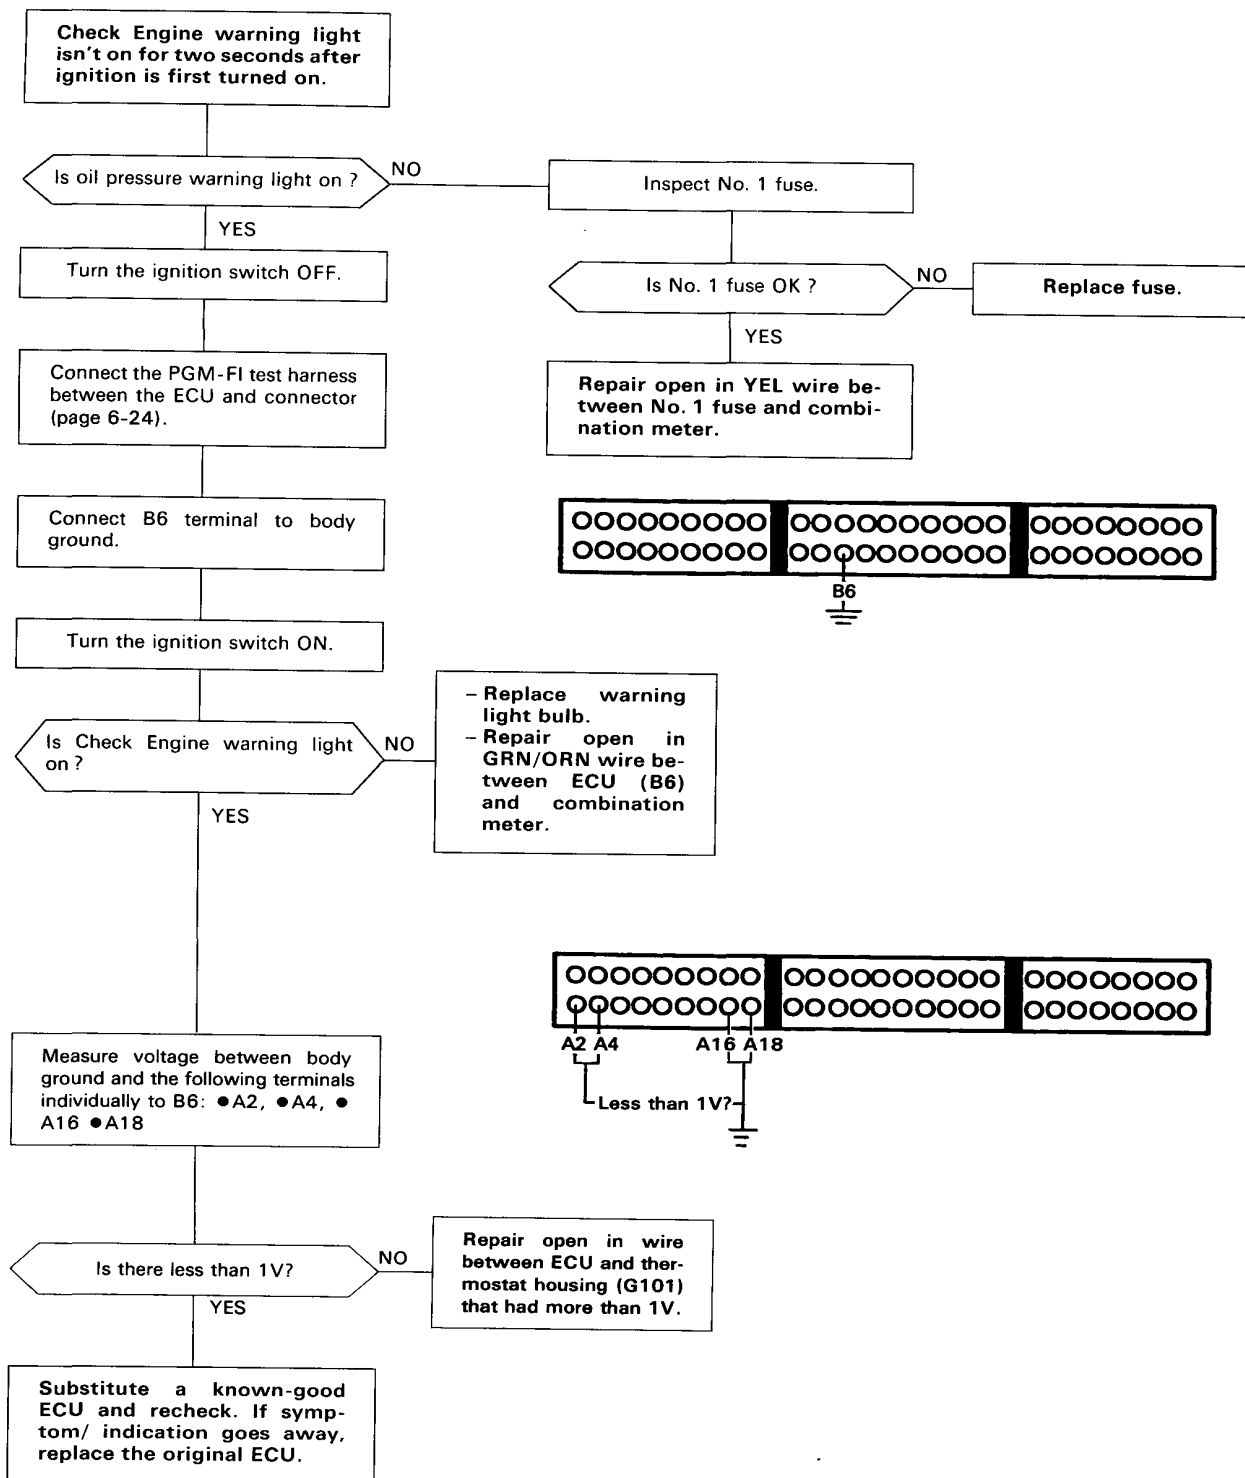 Check Engine warning light
isn't on for two seconds after
ignition is first turned on.
Is oil pressure warning light on ?
NO
Inspect No. 1 fuse.
YES
Turn the ignition switch OFF.
Is No. 1 fuse OK ?
NO
Replace fuse.
YES
Connect the PGM-FI test harness
between the ECU and connector
(page 6-24).
Repair open in YEL wire be-
tween No. 1 fuse and combi-
nation meter.
Connect B6 terminal to body
ground.
B6
Turn the ignition switch ON.
Is Check Engine warning light
on ?
NO
– Replace warning
light bulb.
– Repair open in
GRN/ORN wire be-
tween ECU (B6)
and combination
meter.
YES
A2 A4 A16 A18
Less than 1V?
Measure voltage between body
ground and the following terminals
individually to B6: ●A2, ●A4, ●
A16 ●A18
Is there less than 1V?
NO
Repair open in wire
between ECU and ther-
mostat housing (G101)
that had more than 1V.
YES
Substitute a known-good
ECU and recheck. If symp-
tom/ indication goes away,
replace the original ECU.